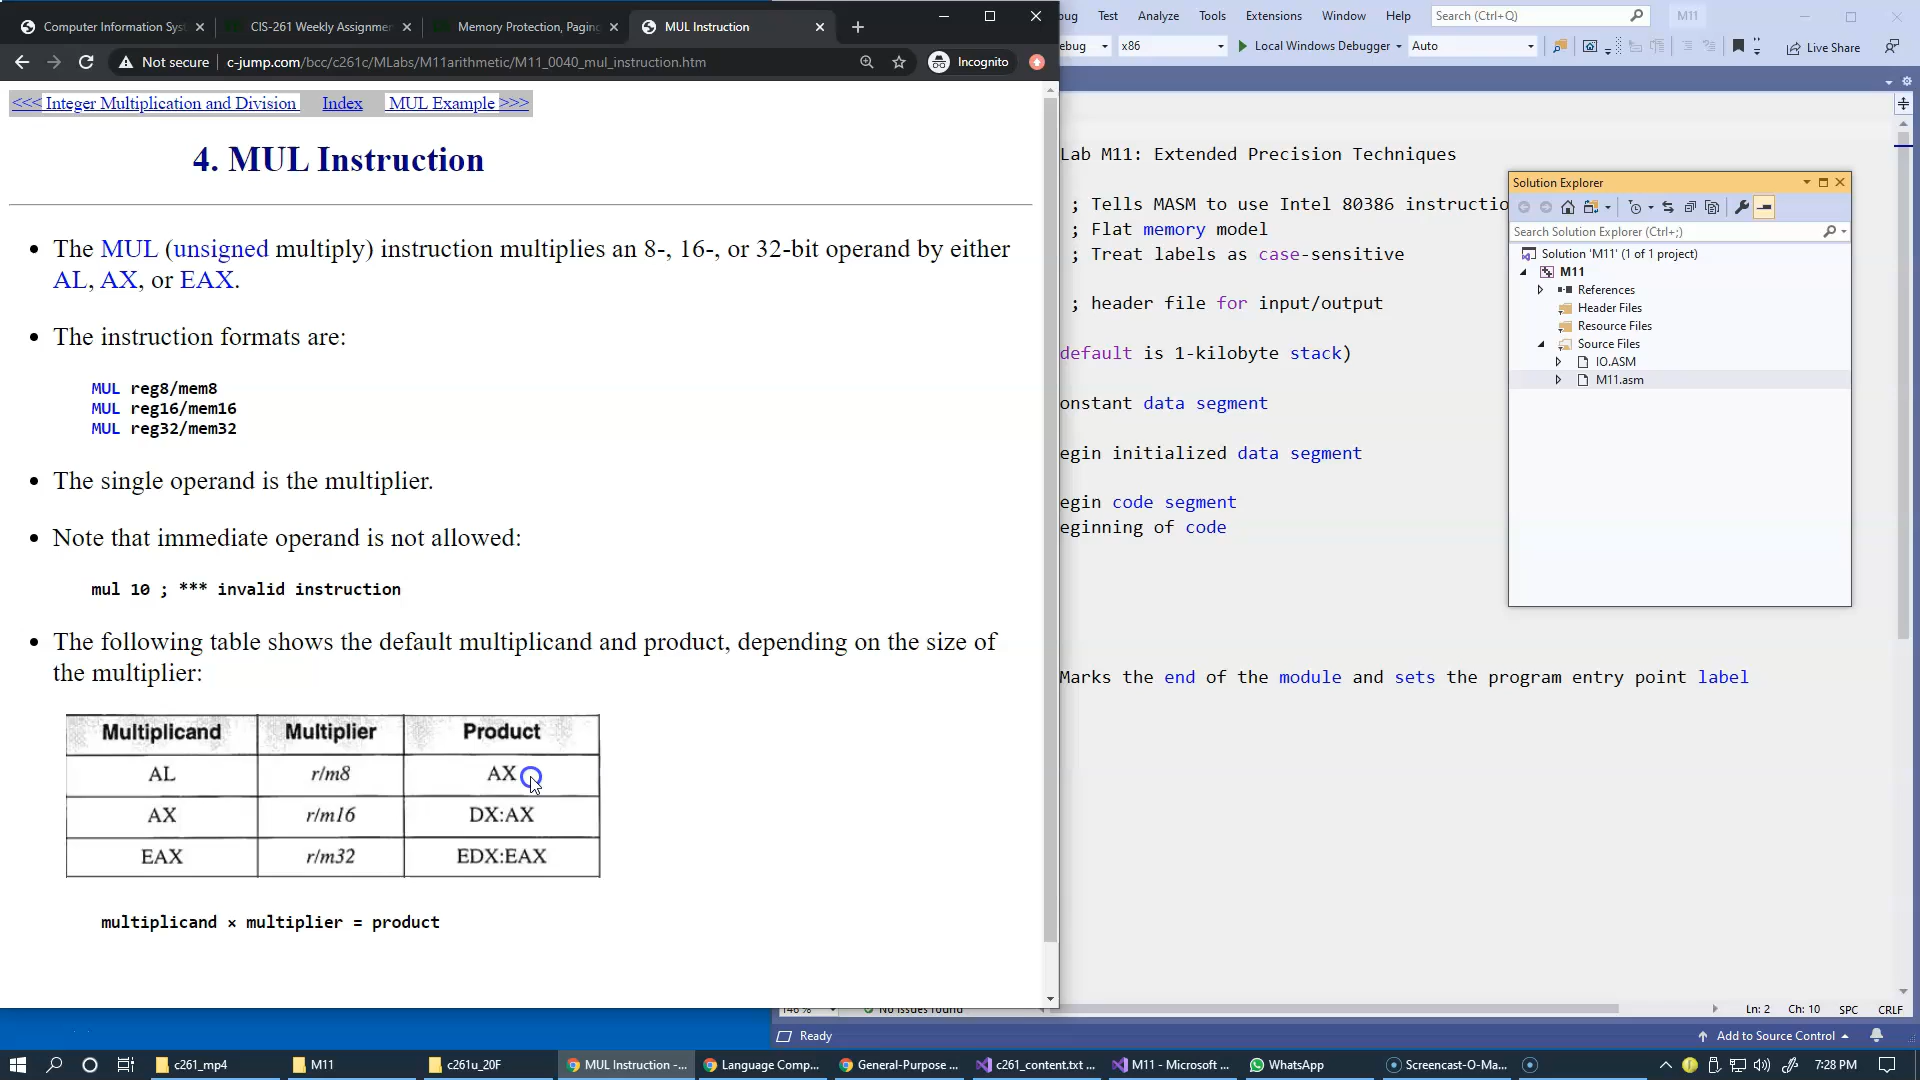 Computer Information Sys
CIS-261 Weekly Assignmen
Memory Protection, Paging
MUL Instruction
Not secure
c-jump.com/bcc/c261c/MLabs/M11arithmetic/M11_0040_mul_instruction.htm
Incognito
<<< Integer Multiplication and Division
Index
MUL Example >>>
4. MUL Instruction
The MUL (unsigned multiply) instruction multiplies an 8-, 16-, or 32-bit operand by either
AL, AX, or EAX.
The instruction formats are:
MUL reg8/mem8
MUL reg16/mem16
MUL reg32/mem32
The single operand is the multiplier.
Note that immediate operand is not allowed:
mul 10 ; *** invalid instruction
The following table shows the default multiplicand and product, depending on the size of
the multiplier:
Multiplicand Multiplier Product
AL r/m8 AX
AX r/m16 DX:AX
EAX r/m32 EDX:EAX
multiplicand × multiplier = product
bug Test Analyze Tools Extensions Window Help Search (Ctrl+Q) M11
ebug x86 Local Windows Debugger Auto Live Share
Lab M11: Extended Precision Techniques
; Tells MASM to use Intel 80386 instructio
; Flat memory model
; Treat labels as case-sensitive
; header file for input/output
default is 1-kilobyte stack)
onstant data segment
egin initialized data segment
egin code segment
eginning of code
Marks the end of the module and sets the program entry point label
Solution Explorer
Search Solution Explorer (Ctrl+;)
Solution 'M11' (1 of 1 project)
M11
References
Header Files
Resource Files
Source Files
IO.ASM
M11.asm
146 % No issues found Ln: 2 Ch: 10 SPC CRLF
Ready Add to Source Control
c261_mp4 M11 c261u_20F MUL Instruction -... Language Comp... General-Purpose ... c261_content.txt ... M11 - Microsoft ... WhatsApp Screencast-O-Ma... 7:28 PM